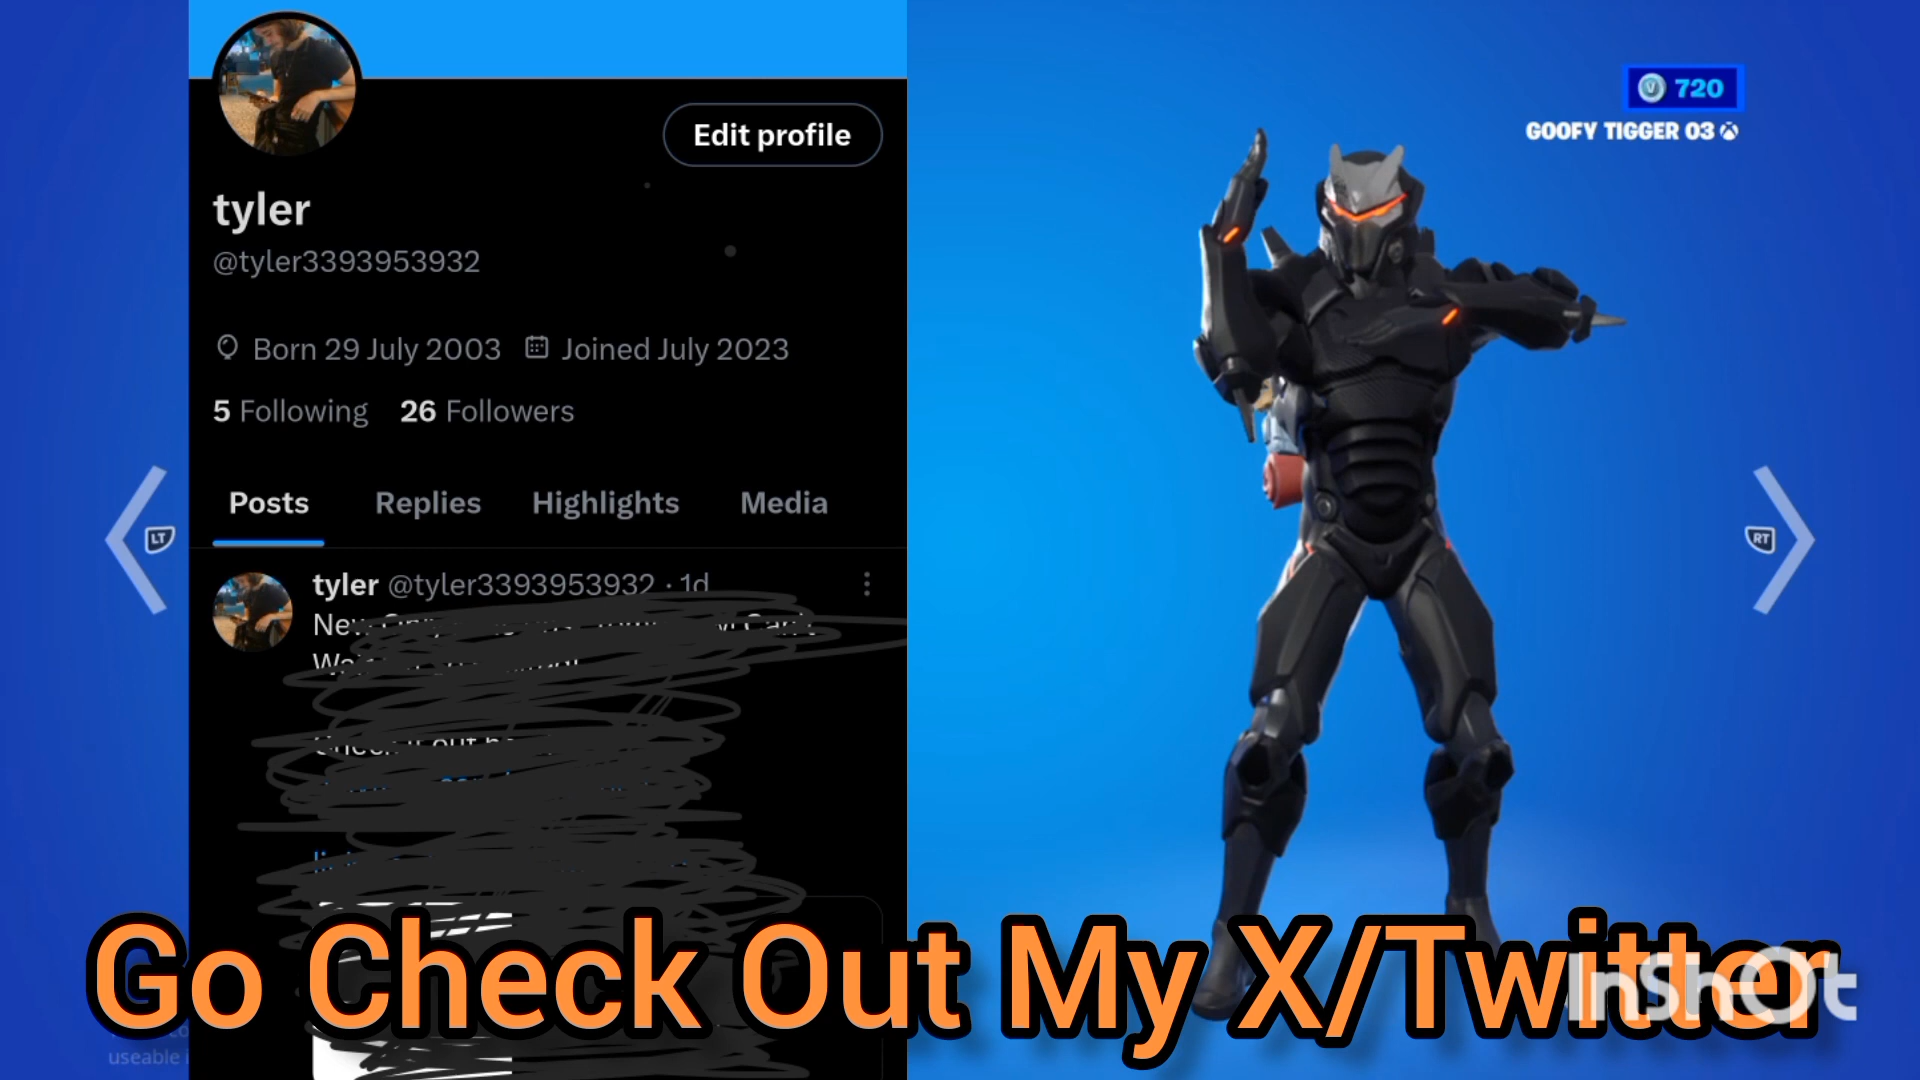 Edit profile
tyler
@tyler3393953932
Born 29 July 2003 Joined July 2023
5 Following 26 Followers
Posts Replies Highlights Media
tyler @tyler3393953932 · 1d
720
GOOFY TIGGER 03
LT
RT
Go Check Out My X/Twitter
InShOt
useable